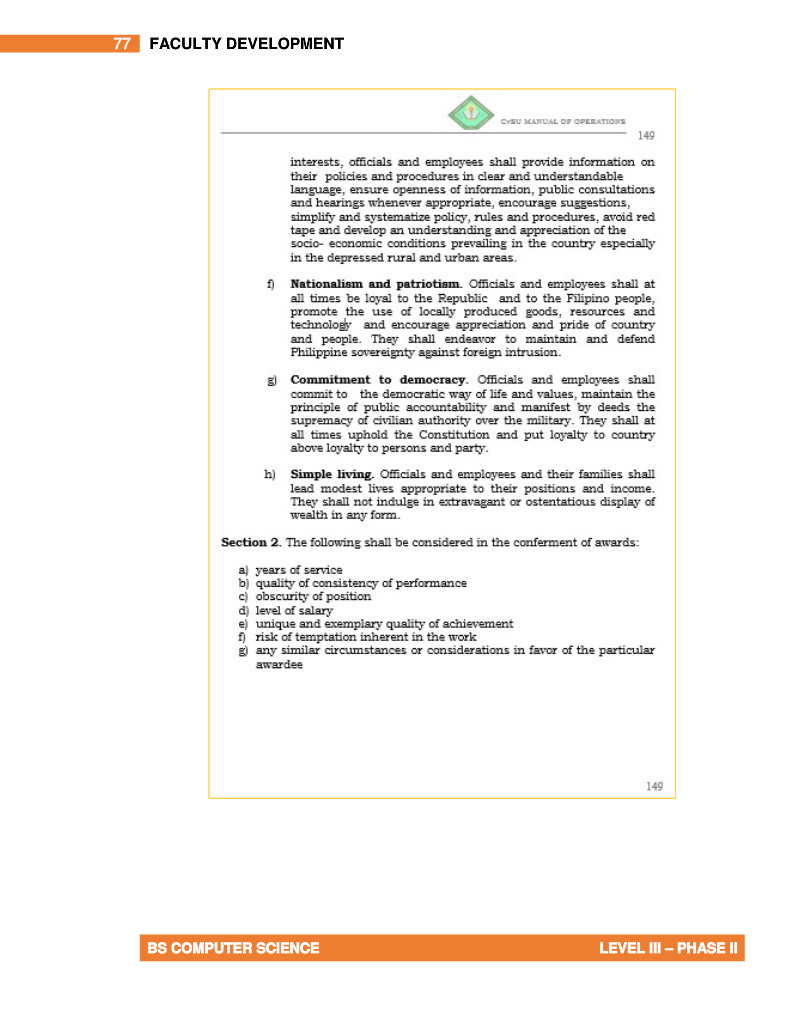 77 FACULTY DEVELOPMENT
CvSU MANUAL OF OPERATIONS
149
interests, officials and employees shall provide information on
their policies and procedures in clear and understandable
language, ensure openness of information, public consultations
and hearings whenever appropriate, encourage suggestions,
simplify and systematize policy, rules and procedures, avoid red
tape and develop an understanding and appreciation of the
socio- economic conditions prevailing in the country especially
in the depressed rural and urban areas.
f) Nationalism and patriotism. Officials and employees shall at
all times be loyal to the Republic and to the Filipino people,
promote the use of locally produced goods, resources and
technology and encourage appreciation and pride of country
and people. They shall endeavor to maintain and defend
Philippine sovereignty against foreign intrusion.
g) Commitment to democracy. Officials and employees shall
commit to the democratic way of life and values, maintain the
principle of public accountability and manifest by deeds the
supremacy of civilian authority over the military. They shall at
all times uphold the Constitution and put loyalty to country
above loyalty to persons and party.
h) Simple living. Officials and employees and their families shall
lead modest lives appropriate to their positions and income.
They shall not indulge in extravagant or ostentatious display of
wealth in any form.
Section 2. The following shall be considered in the conferment of awards:
a) years of service
b) quality of consistency of performance
c) obscurity of position
d) level of salary
e) unique and exemplary quality of achievement
f) risk of temptation inherent in the work
g) any similar circumstances or considerations in favor of the particular
awardee
149
BS COMPUTER SCIENCE LEVEL III – PHASE II